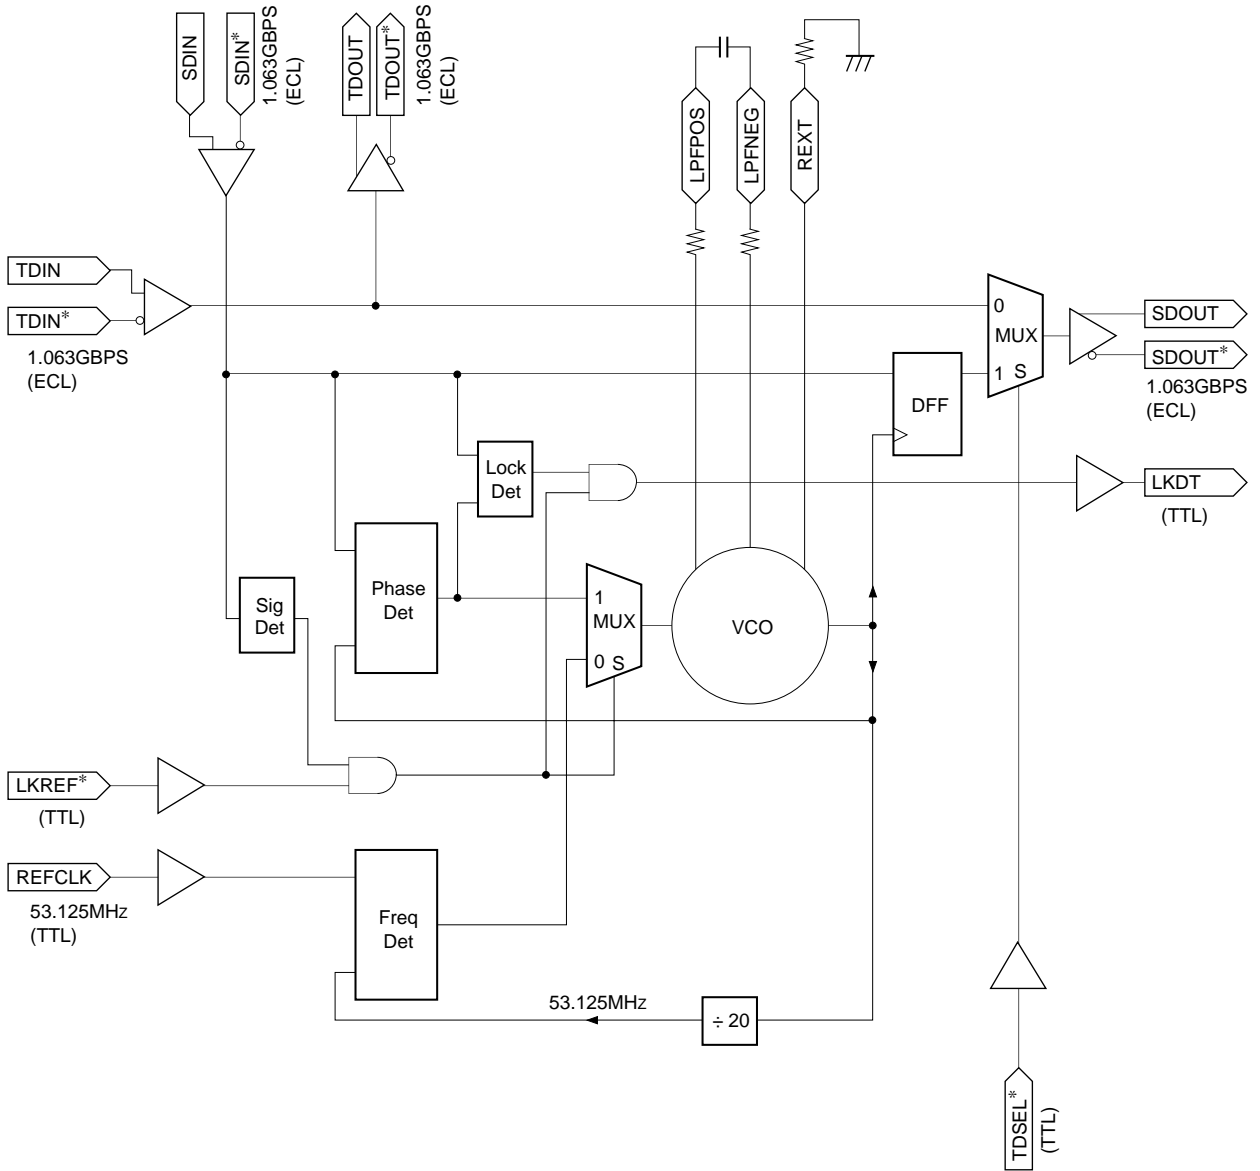 SDIN
SDIN*
1.063GBPS
(ECL)
TDOUT
TDOUT*
1.063GBPS
(ECL)
LPFPOS
LPFNEG
REXT
TDIN
TDIN*
1.063GBPS
(ECL)
0
MUX
1 S
SDOUT
SDOUT*
1.063GBPS
(ECL)
DFF
Lock
Det
LKDT
(TTL)
Phase
Det
Sig
Det
1
MUX
0 S
VCO
LKREF*
(TTL)
REFCLK
53.125MHz
(TTL)
Freq
Det
53.125MHz
÷ 20
TDSEL*
(TTL)